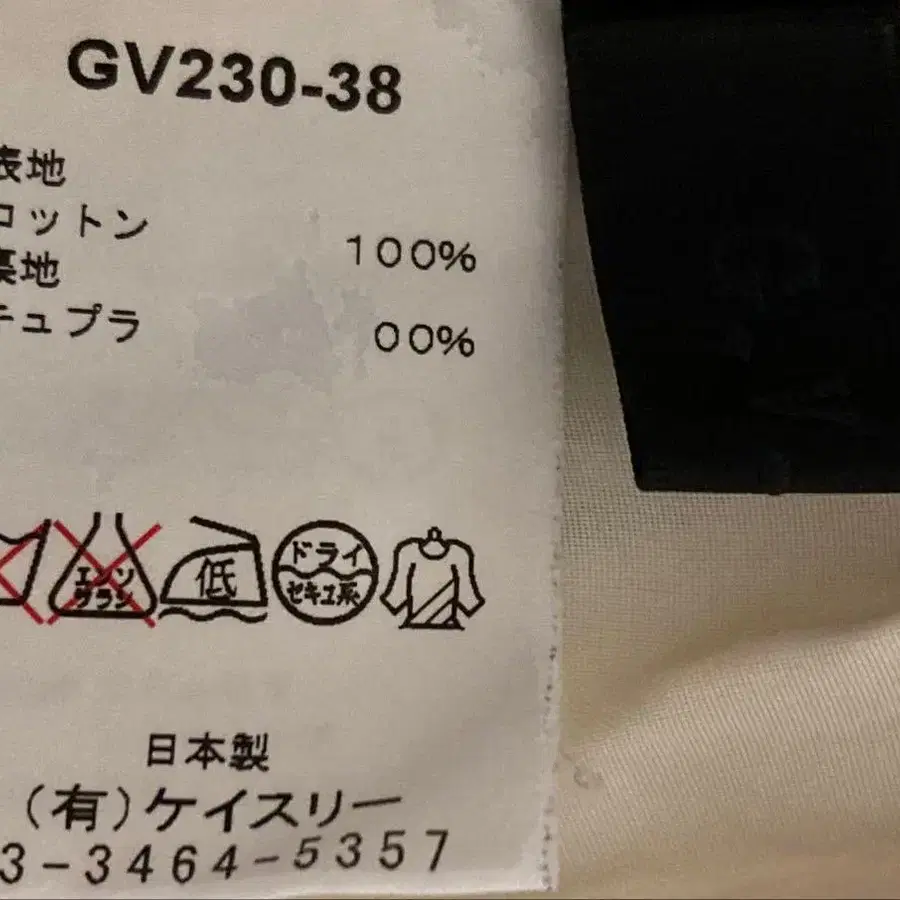 GV230-38
表地
コットン 100%
裏地
キュプラ 00%
エンソ
サラシ
低
ドライ
セキユ系
日本製
(有)ケイスリー
3-3464-5357